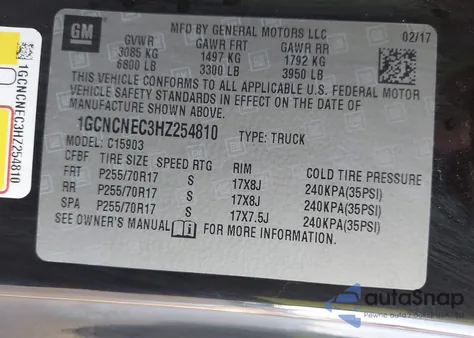 GM
MFD BY GENERAL MOTORS LLC
02/17
GVWR GAWR FRT GAWR RR
3085 KG 1497 KG 1792 KG
6800 LB 3300 LB 3950 LB
THIS VEHICLE CONFORMS TO ALL APPLICABLE U.S. FEDERAL MOTOR
VEHICLE SAFETY STANDARDS IN EFFECT ON THE DATE OF
MANUFACTURE SHOWN ABOVE.
1GCNCNEC3HZ254810 TYPE: TRUCK
MODEL: C15903
CFBF TIRE SIZE SPEED RTG RIM COLD TIRE PRESSURE
FRT P255/70R17 S 17X8J 240KPA(35PSI)
RR P255/70R17 S 17X8J 240KPA(35PSI)
SPA P255/70R17 S 17X7.5J 240KPA(35PSI)
SEE OWNER'S MANUAL FOR MORE INFORMATION.
1GCNCNEC3HZ254810
autoSnap